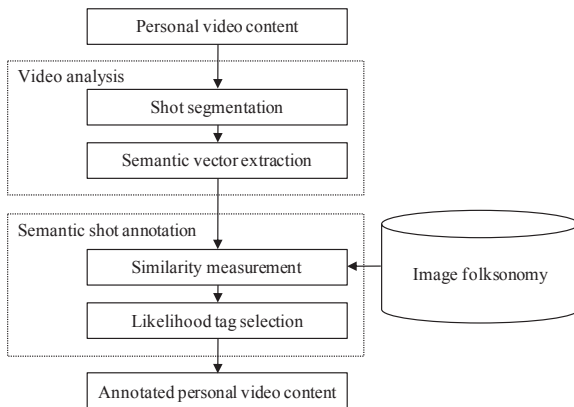 Personal video content
Video analysis
Shot segmentation
Semantic vector extraction
Semantic shot annotation
Similarity measurement
Image folksonomy
Likelihood tag selection
Annotated personal video content